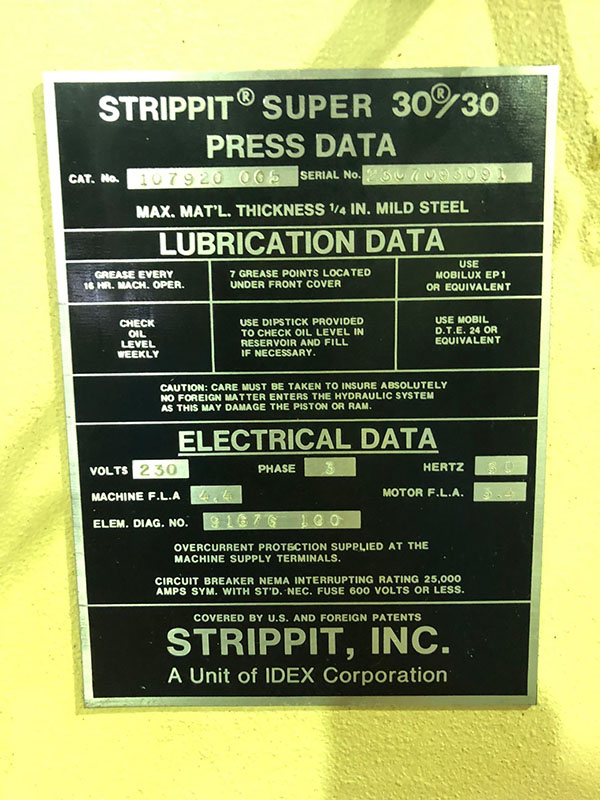 STRIPPIT® SUPER 30®/30
PRESS DATA
CAT. No. 107920 065 SERIAL No.
MAX. MAT'L. THICKNESS 1/4 IN. MILD STEEL
LUBRICATION DATA
GREASE EVERY
16 HR. MACH. OPER.
7 GREASE POINTS LOCATED
UNDER FRONT COVER
USE
MOBILUX EP1
OR EQUIVALENT
CHECK
OIL
LEVEL
WEEKLY
USE DIPSTICK PROVIDED
TO CHECK OIL LEVEL IN
RESERVOIR AND FILL
IF NECESSARY.
USE MOBIL
D.T.E. 24 OR
EQUIVALENT
CAUTION: CARE MUST BE TAKEN TO INSURE ABSOLUTELY
NO FOREIGN MATTER ENTERS THE HYDRAULIC SYSTEM
AS THIS MAY DAMAGE THE PISTON OR RAM.
ELECTRICAL DATA
VOLTS 230 PHASE 3 HERTZ
MACHINE F.L.A 4.4 MOTOR F.L.A.
ELEM. DIAG. NO.
OVERCURRENT PROTECTION SUPPLIED AT THE
MACHINE SUPPLY TERMINALS.
CIRCUIT BREAKER NEMA INTERRUPTING RATING 25,000
AMPS SYM. WITH ST'D. NEC. FUSE 600 VOLTS OR LESS.
COVERED BY U.S. AND FOREIGN PATENTS
STRIPPIT, INC.
A Unit of IDEX Corporation